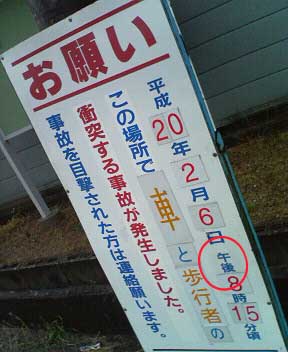 お願い
平成20年2月6日午後8時15分頃
この場所で車と歩行者の
衝突する事故が発生しました。
事故を目撃された方は連絡願います。